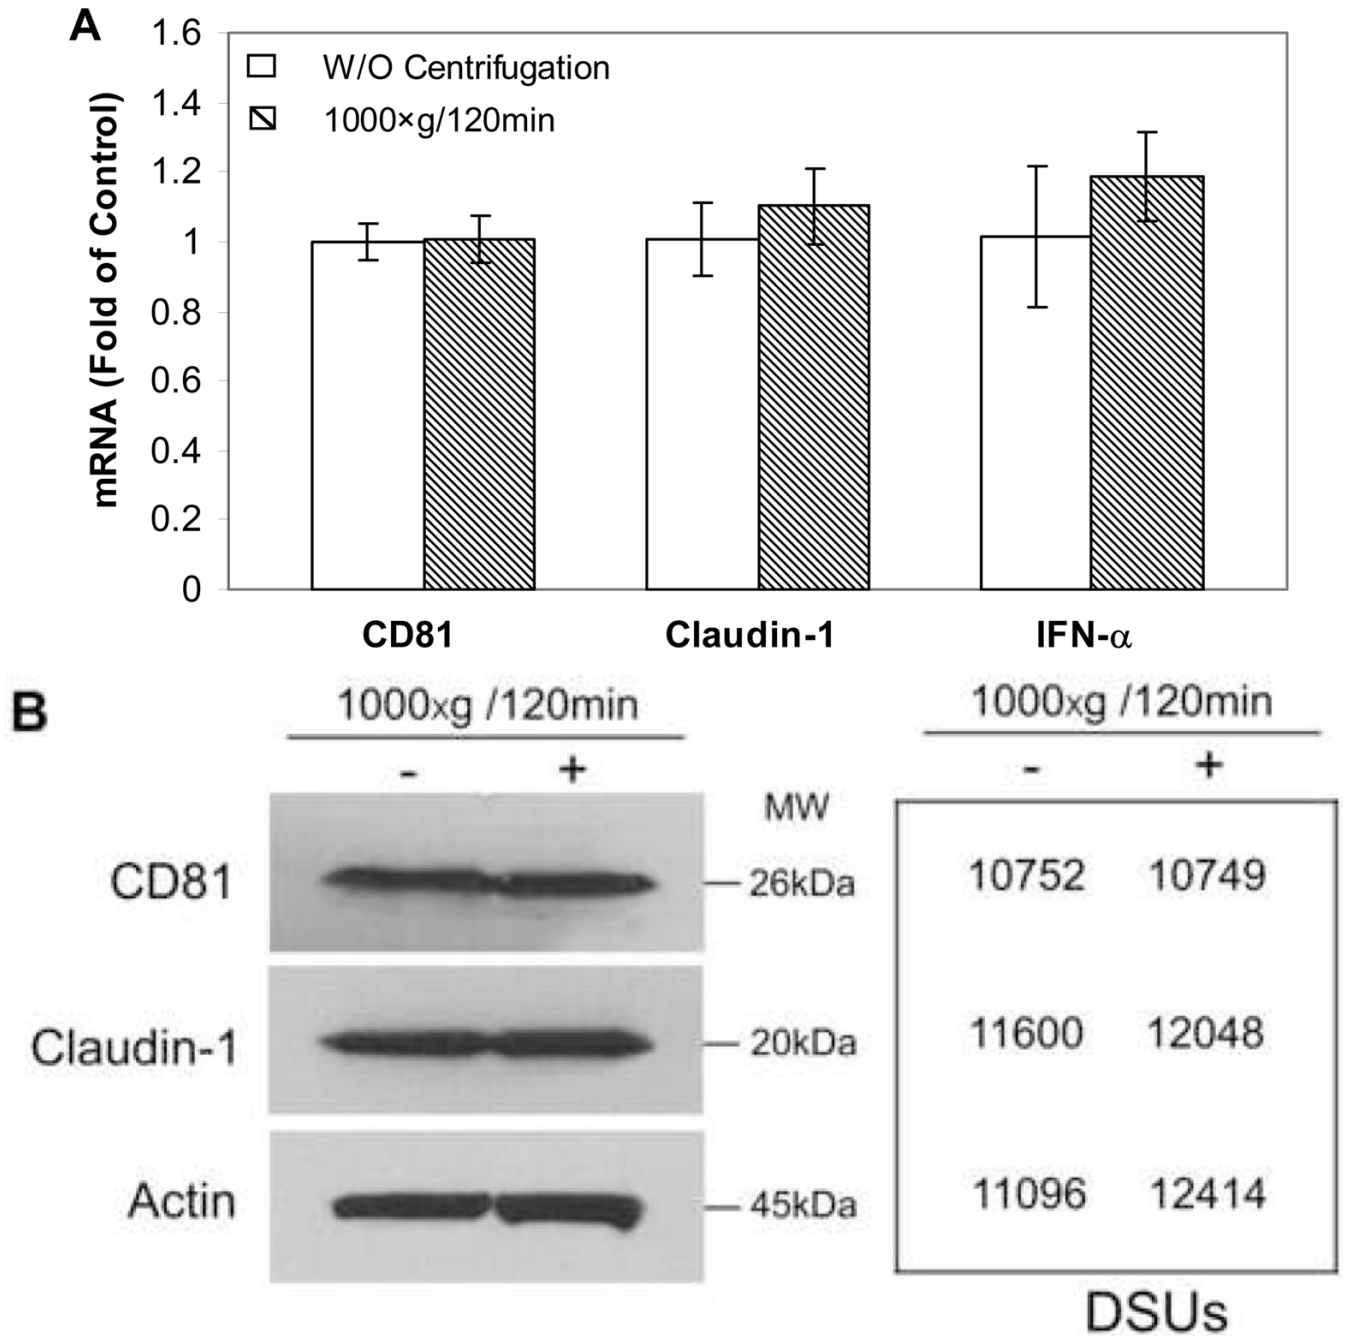 A
1.6
1.4
1.2
1
0.8
0.6
0.4
0.2
0
mRNA (Fold of Control)
W/O Centrifugation
1000×g/120min
CD81 Claudin-1 IFN-α
B
1000xg /120min 1000xg /120min
- + - +
MW
CD81 26kDa 10752 10749
Claudin-1 20kDa 11600 12048
Actin 45kDa 11096 12414
DSUs